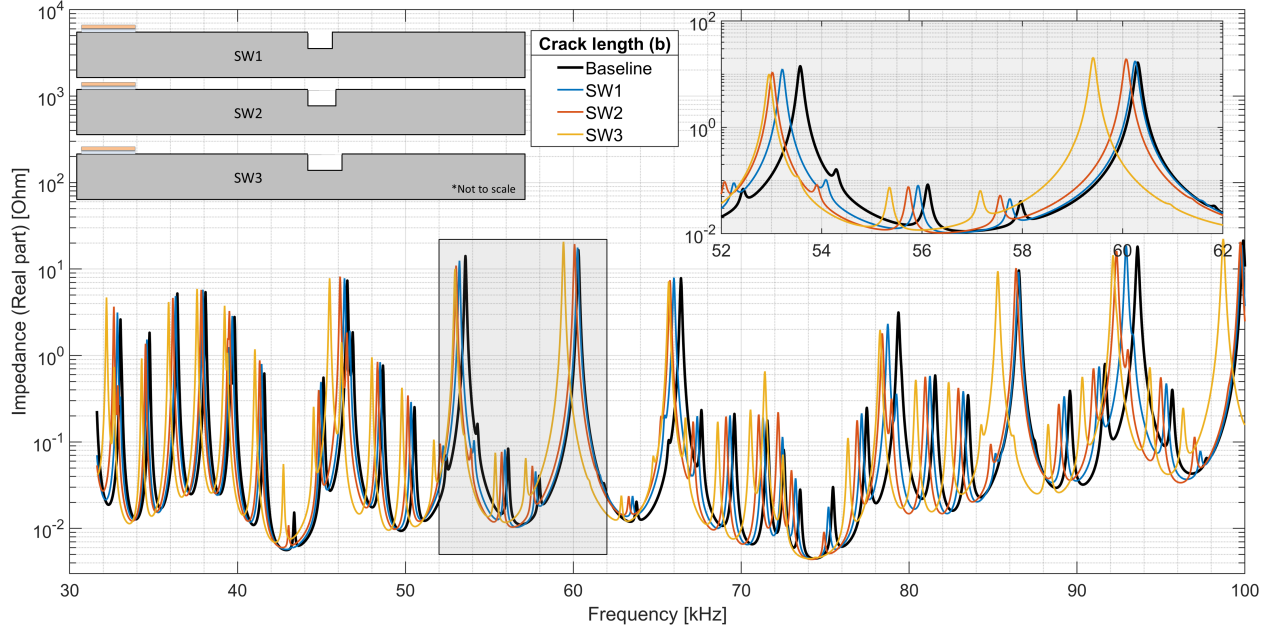 10^4
10^3
10^2
10^1
10^0
10^-1
10^-2
Impedance (Real part) [Ohm]
SW1
SW2
SW3
*Not to scale
Crack length (b)
Baseline
SW1
SW2
SW3
10^2
10^0
10^-2
52 54 56 58 60 62
30 40 50 60 70 80 90 100
Frequency [kHz]